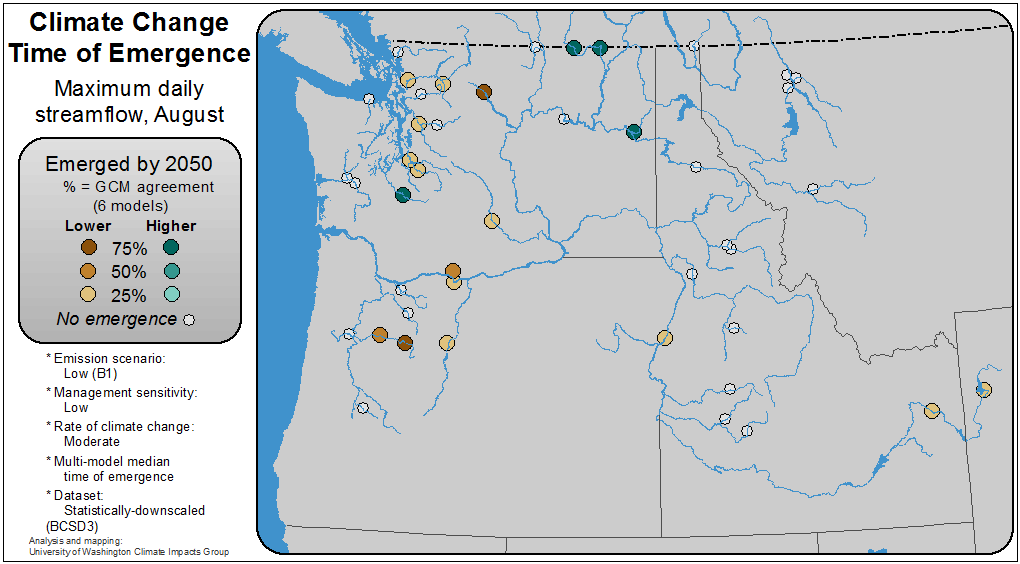 Climate Change
Time of Emergence
Maximum daily
streamflow, August
Emerged by 2050
% = GCM agreement
(6 models)
Lower Higher
75%
50%
25%
No emergence
* Emission scenario:
Low (B1)
* Management sensitivity:
Low
* Rate of climate change:
Moderate
* Multi-model median
time of emergence
* Dataset:
Statistically-downscaled
(BCSD3)
Analysis and mapping:
University of Washington Climate Impacts Group